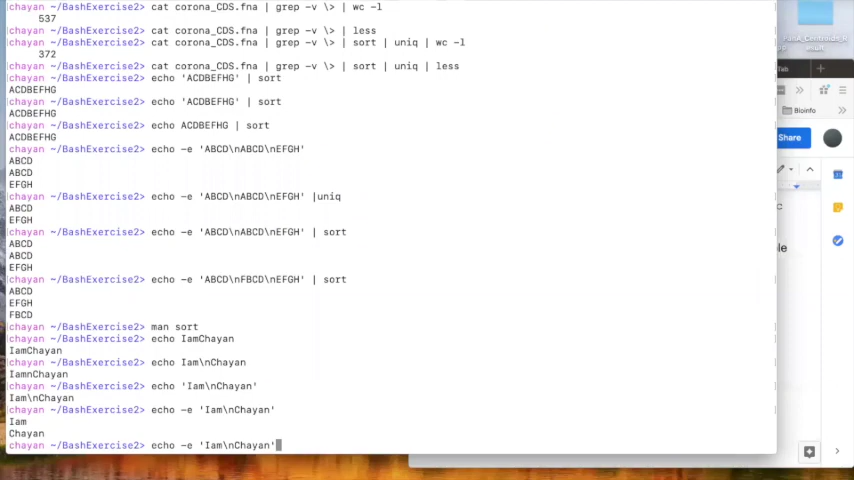 chayan ~/BashExercise2> cat corona_CDS.fna | grep -v \> | wc -l
537
chayan ~/BashExercise2> cat corona_CDS.fna | grep -v \> | less
chayan ~/BashExercise2> cat corona_CDS.fna | grep -v \> | sort | uniq | wc -l
372
chayan ~/BashExercise2> cat corona_CDS.fna | grep -v \> | sort | uniq | less
chayan ~/BashExercise2> echo 'ACDBEFHG' | sort
ACDBEFHG
chayan ~/BashExercise2> echo 'ACDBEFHG' | sort
ACDBEFHG
chayan ~/BashExercise2> echo ACDBEFHG | sort
ACDBEFHG
chayan ~/BashExercise2> echo -e 'ABCD\nABCD\nEFGH'
ABCD
ABCD
EFGH
chayan ~/BashExercise2> echo -e 'ABCD\nABCD\nEFGH' |uniq
ABCD
EFGH
chayan ~/BashExercise2> echo -e 'ABCD\nABCD\nEFGH' | sort
ABCD
ABCD
EFGH
chayan ~/BashExercise2> echo -e 'ABCD\nFBCD\nEFGH' | sort
ABCD
EFGH
FBCD
chayan ~/BashExercise2> man sort
chayan ~/BashExercise2> echo IamChayan
IamChayan
chayan ~/BashExercise2> echo Iam\nChayan
IamnChayan
chayan ~/BashExercise2> echo 'Iam\nChayan'
Iam\nChayan
chayan ~/BashExercise2> echo -e 'Iam\nChayan'
Iam
Chayan
chayan ~/BashExercise2> echo -e 'Iam\nChayan'
Tab
Bioinfo
Share